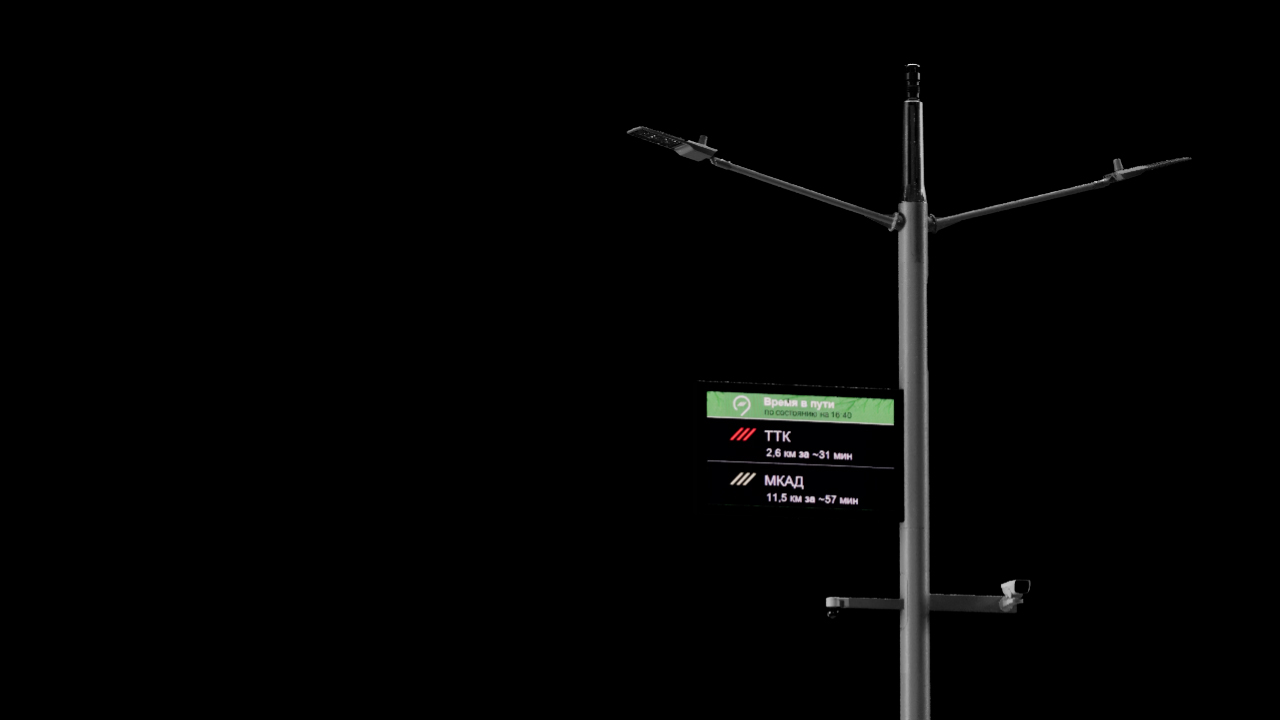 Время в пути
по состоянию на 16:40
ТТК
2,6 км за ~31 мин
МКАД
11,5 км за ~57 мин